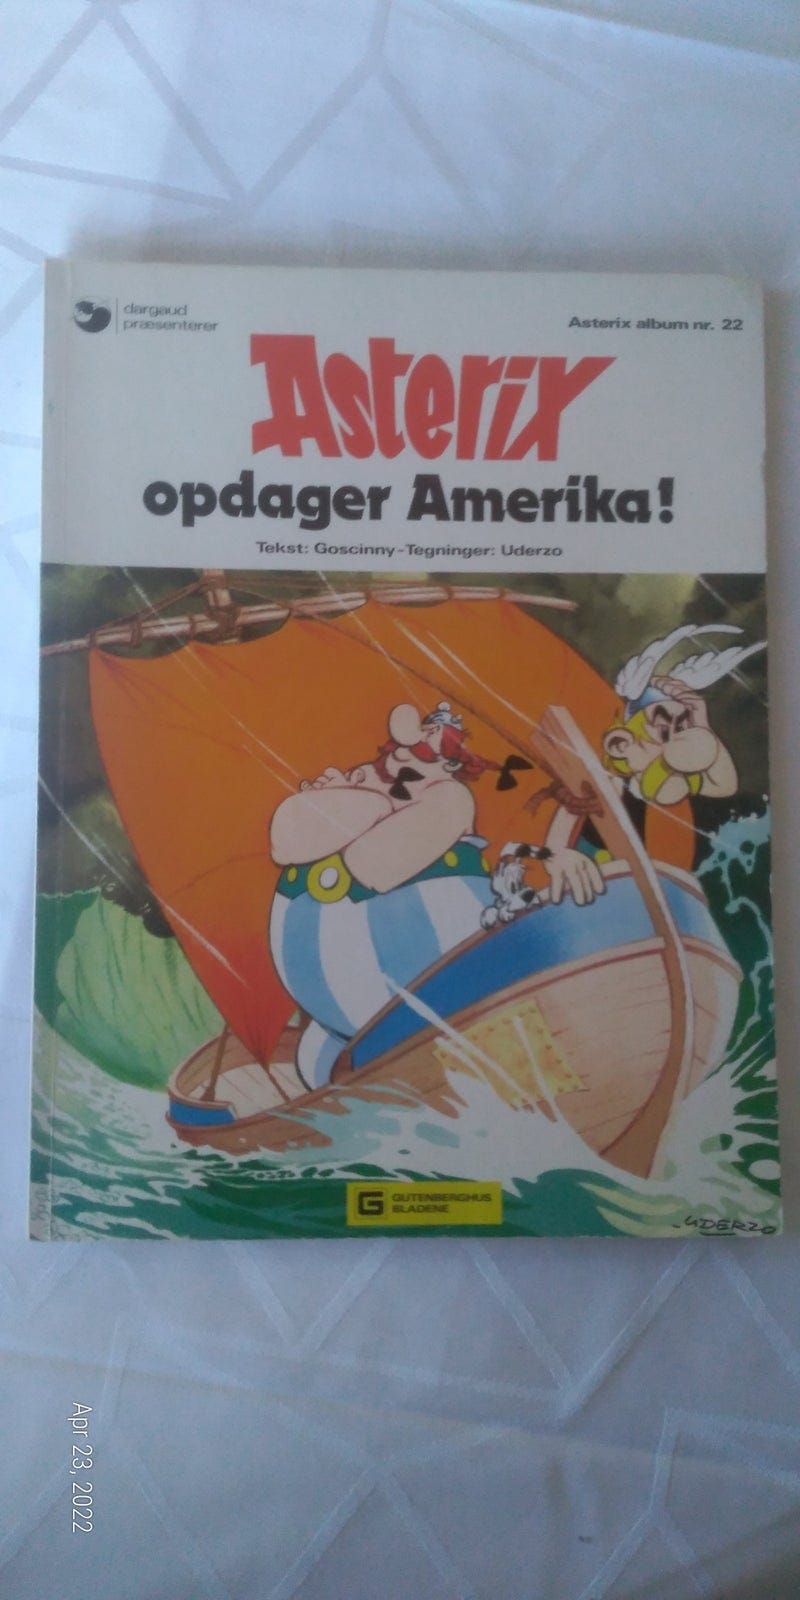 dargaud
præsenterer
Asterix album nr. 22
Asterix
opdager Amerika!
Tekst: Goscinny-Tegninger: Uderzo
G GUTENBERGHUS
BLADENE
UDERZO
Apr 23, 2022